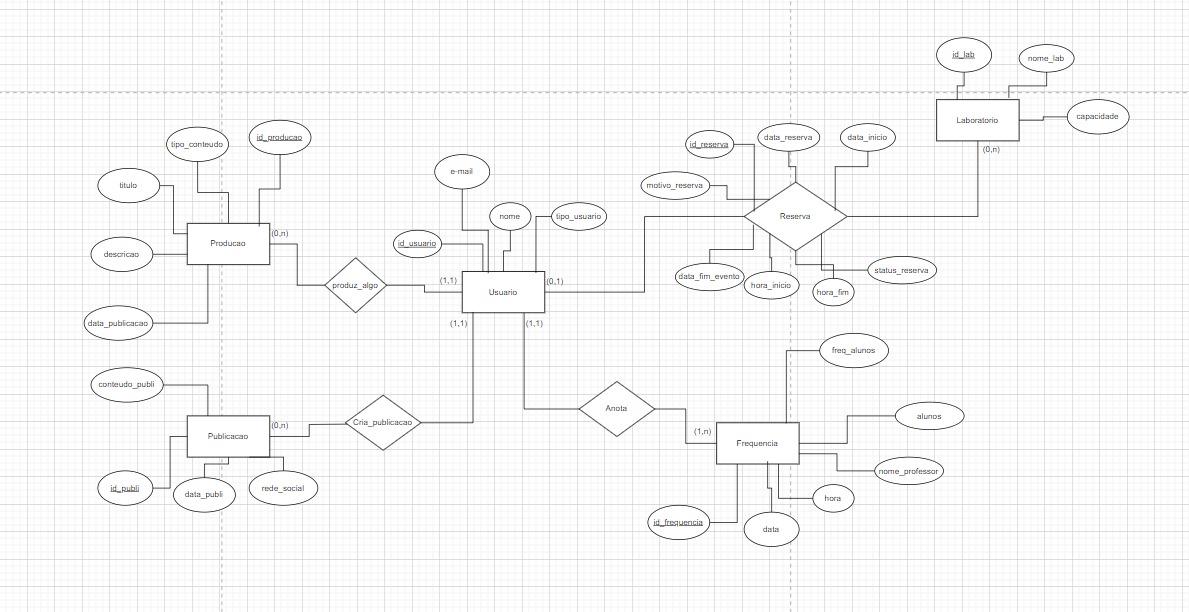 id_lab
nome_lab
Laboratorio
capacidade
(0,n)
id_reserva
data_reserva
data_inicio
motivo_reserva
Reserva
data_fim_evento
hora_inicio
hora_fim
status_reserva
tipo_conteudo
id_producao
titulo
Producao
(0,n)
descricao
data_publicacao
produz_algo
e-mail
nome
tipo_usuario
id_usuario
(1,1)
Usuario
(0,1)
(1,1)
(1,1)
conteudo_publi
Publicacao
(0,n)
Cria_publicacao
id_publi
data_publi
rede_social
Anota
(1,n)
Frequencia
freq_alunos
alunos
nome_professor
hora
data
id_frequencia